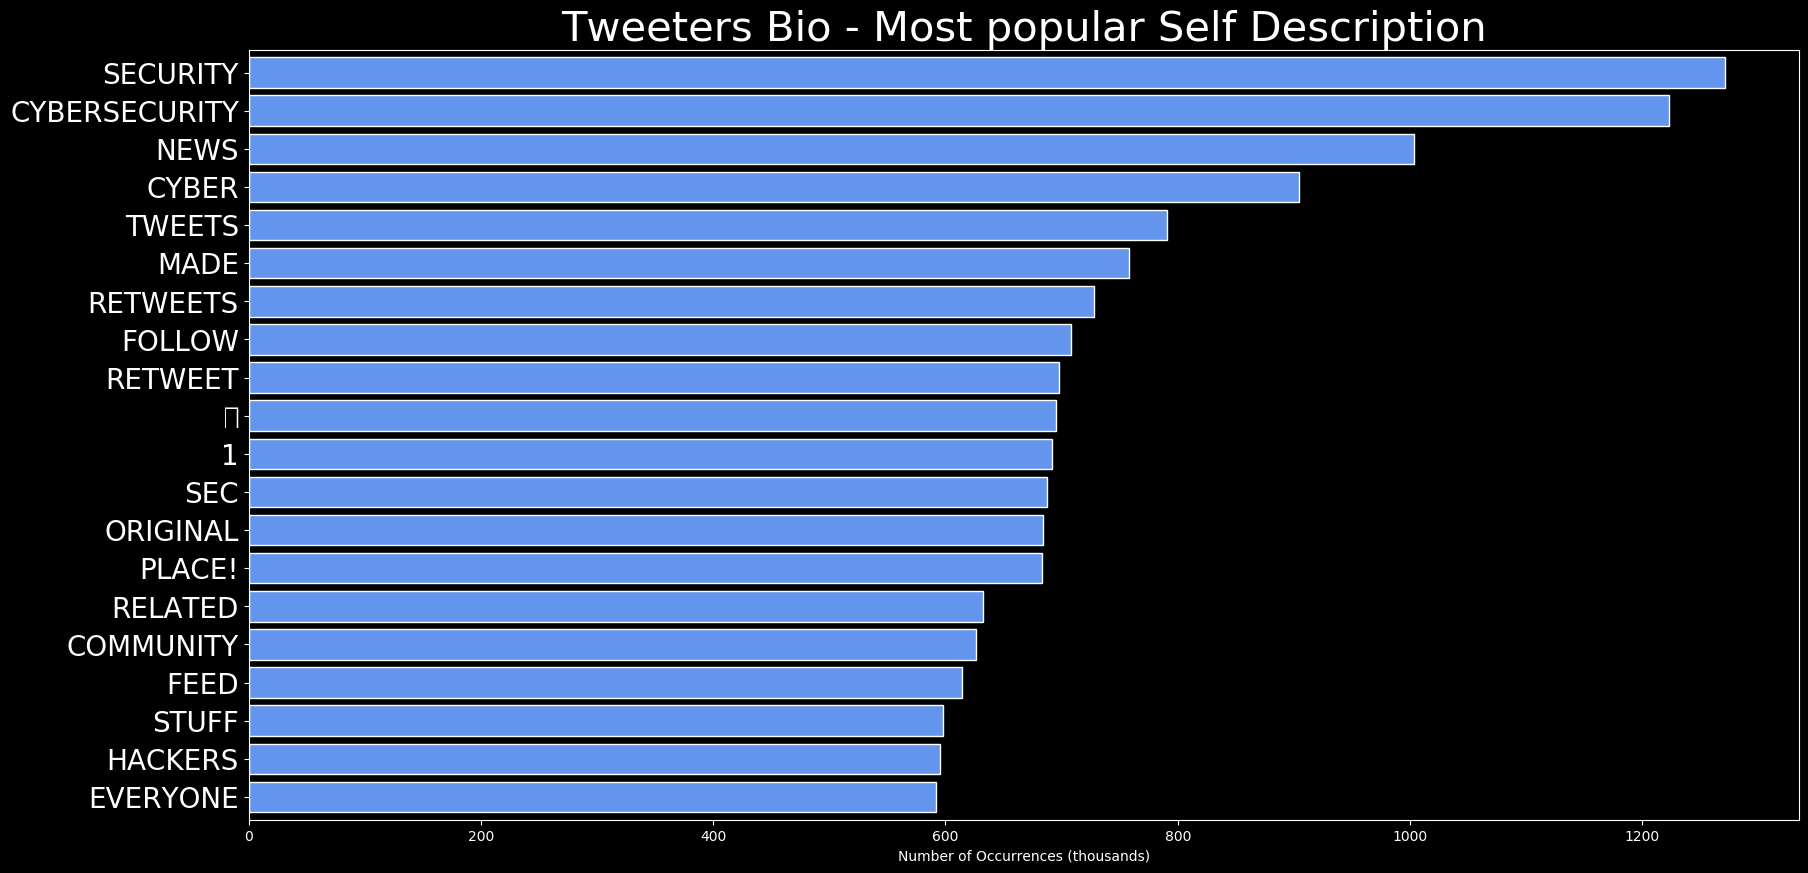 Tweeters Bio - Most popular Self Description
SECURITY
CYBERSECURITY
NEWS
CYBER
TWEETS
MADE
RETWEETS
FOLLOW
RETWEET
1
SEC
ORIGINAL
PLACE!
RELATED
COMMUNITY
FEED
STUFF
HACKERS
EVERYONE
0 200 400 600 800 1000 1200
Number of Occurrences (thousands)